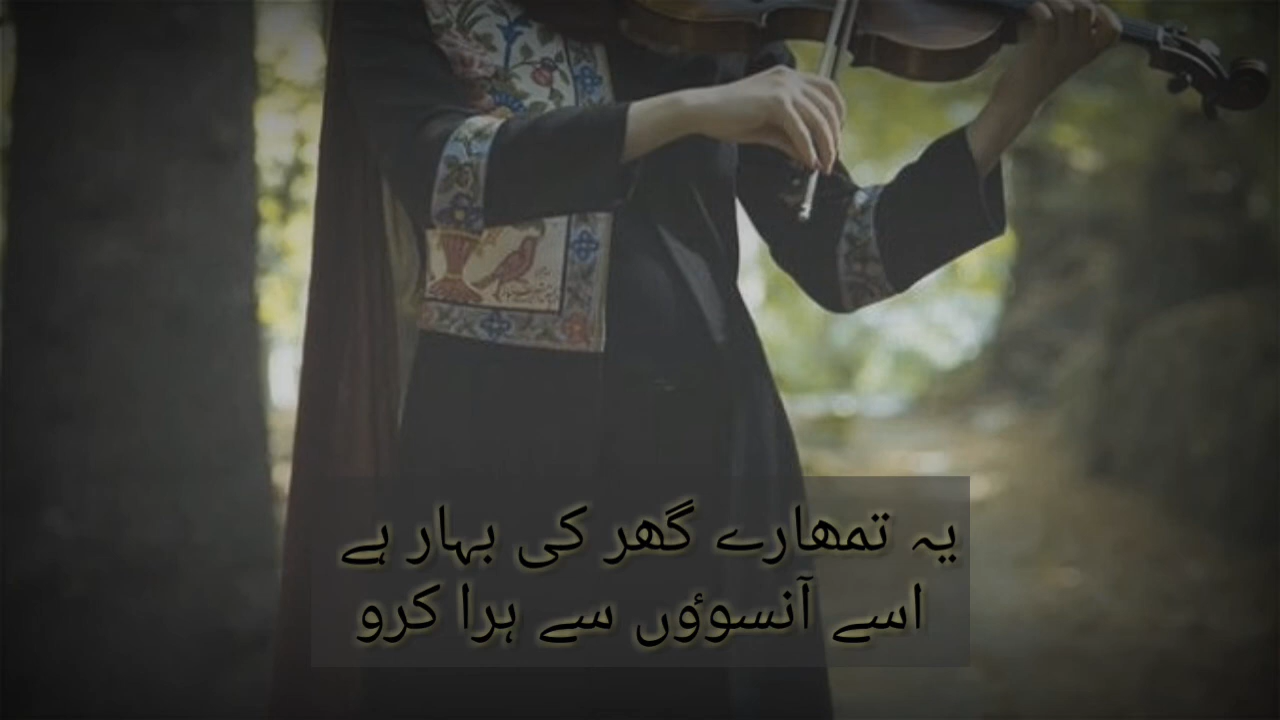 یہ تمھارے گھر کی بہار ہے
اسے آنسوؤں سے ہرا کرو